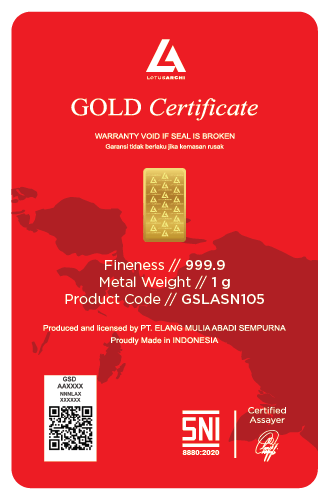 LOTUSARCHI
GOLD Certificate
WARRANTY VOID IF SEAL IS BROKEN
Garansi tidak berlaku jika kemasan rusak
Fineness // 999.9
Metal Weight // 1 g
Product Code // GSLASN105
Produced and licensed by PT. ELANG MULIA ABADI SEMPURNA
Proudly Made in INDONESIA
GSD
AAXXXX
NNNLAX
XXXXXX
SNI
8880:2020
Certified
Assayer